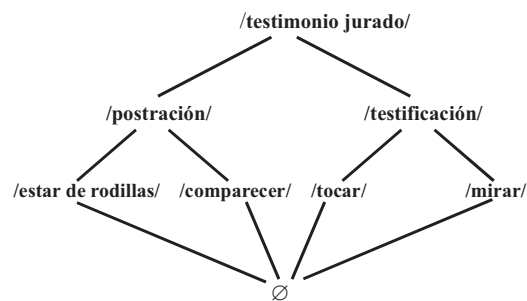 /testimonio jurado/
/postración/ /testificación/
/estar de rodillas/ /comparecer/ /tocar/ /mirar/
∅